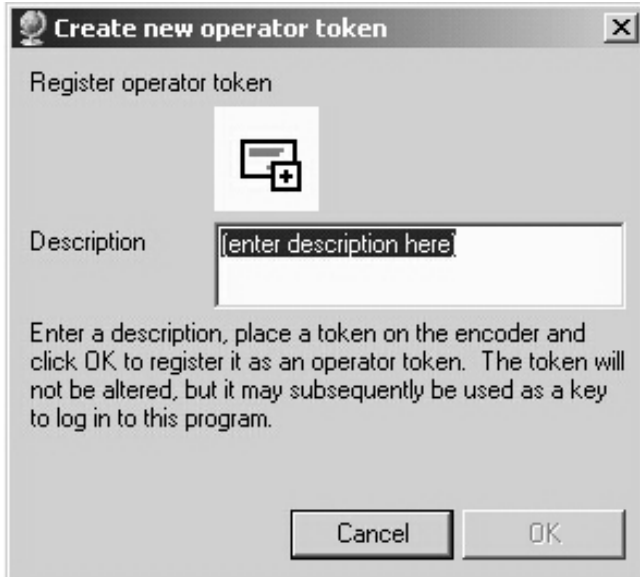 Create new operator token
Register operator token
Description
[enter description here]
Enter a description, place a token on the encoder and
click OK to register it as an operator token.  The token will
not be altered, but it may subsequently be used as a key
to log in to this program.
Cancel
OK